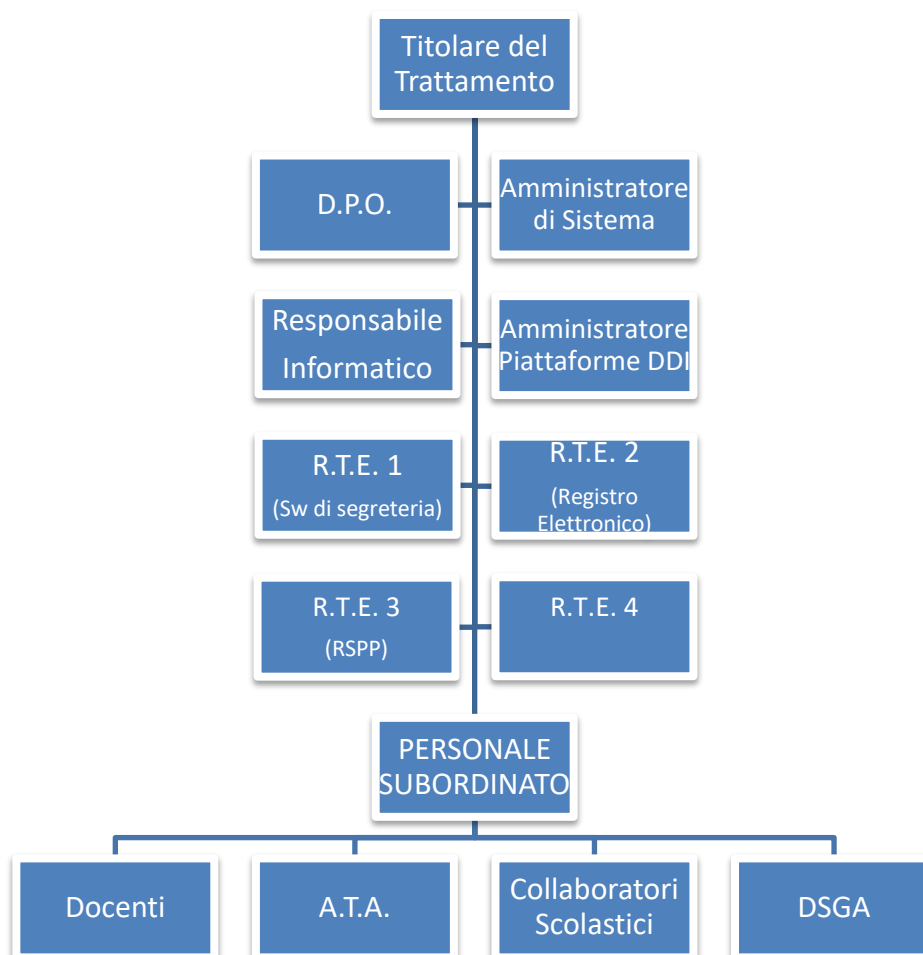 Titolare del
Trattamento
D.P.O.
Amministratore
di Sistema
Responsabile
Informatico
Amministratore
Piattaforme DDI
R.T.E. 1
(Sw di segreteria)
R.T.E. 2
(Registro
Elettronico)
R.T.E. 3
(RSPP)
R.T.E. 4
PERSONALE
SUBORDINATO
Docenti
A.T.A.
Collaboratori
Scolastici
DSGA